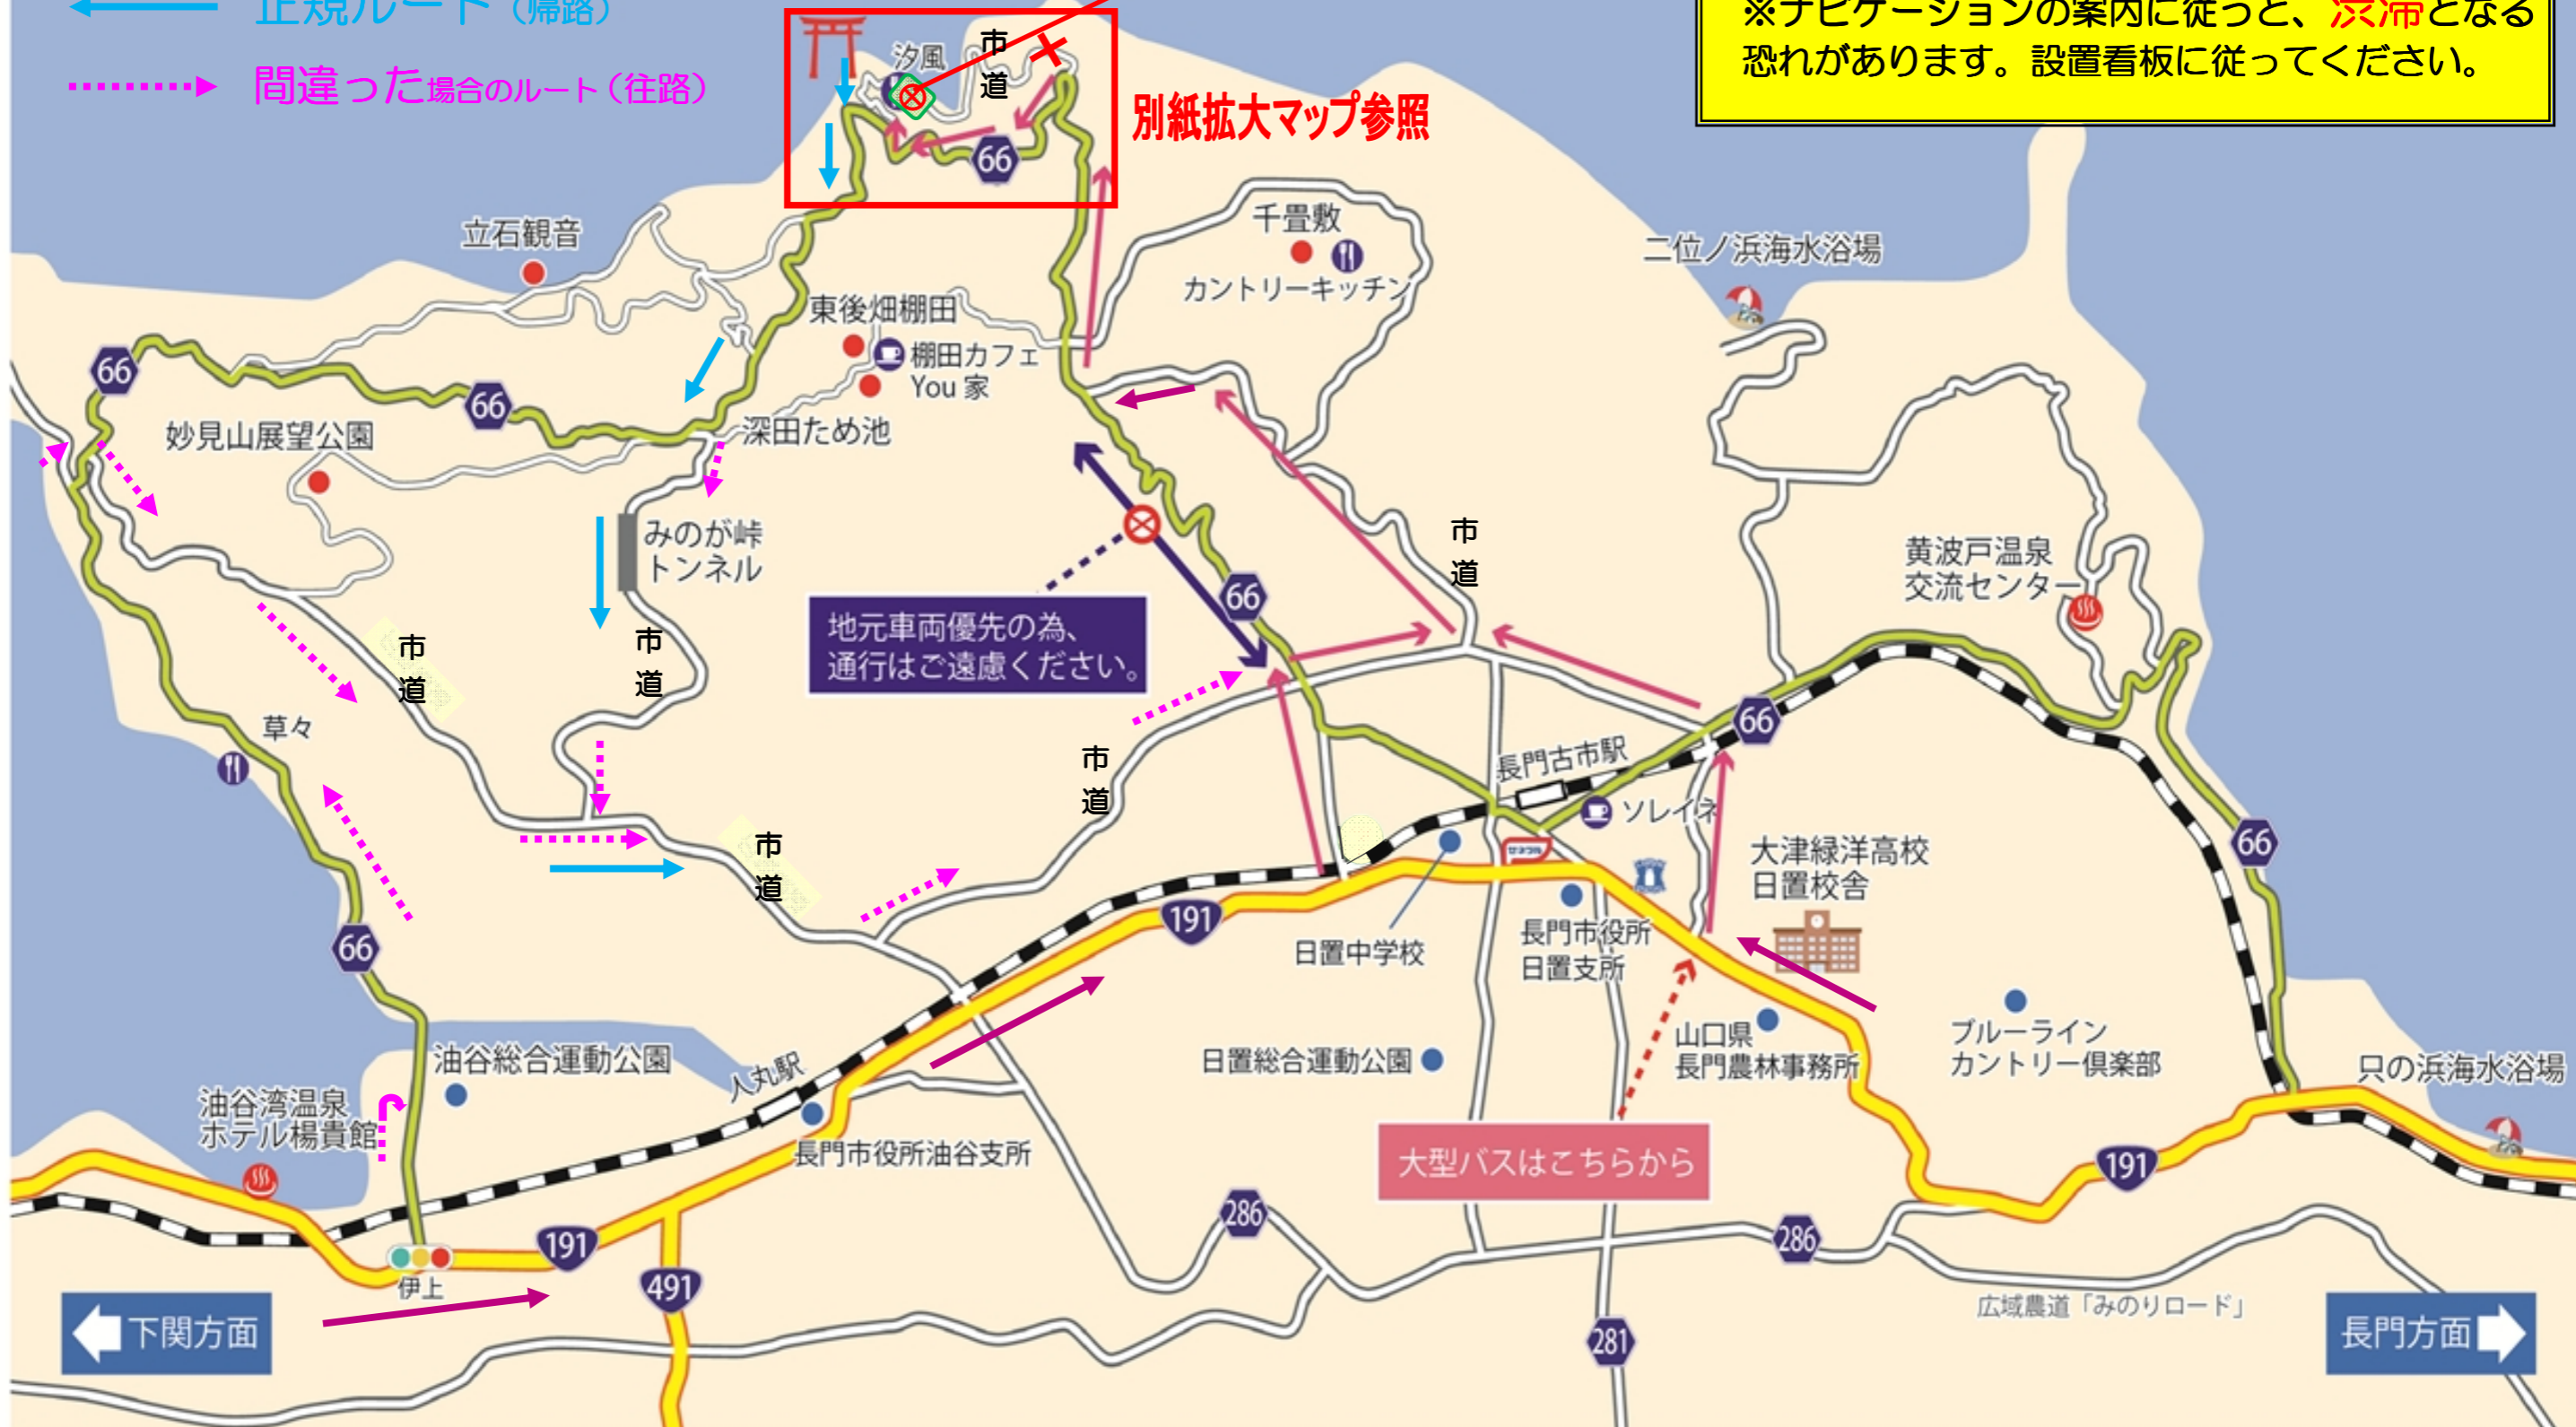 正規ルート（帰路）
※ナビゲーションの案内に従うと、渋滞となる
恐れがあります。設置看板に従ってください。
間違った場合のルート（往路）
汐風
市道
別紙拡大マップ参照
66
千畳敷
カントリーキッチン
立石観音
二位ノ浜海水浴場
東後畑棚田
棚田カフェ
You 家
66
66
妙見山展望公園
深田ため池
みのが峠
トンネル
市道
黄波戸温泉
交流センター
66
地元車両優先の為、
通行はご遠慮ください。
市道
市道
草々
66
長門古市駅
市道
ソレイネ
市道
66
大津緑洋高校
日置校舎
191
日置中学校
長門市役所
日置支所
66
山口県
長門農林事務所
ブルーライン
カントリー倶楽部
油谷総合運動公園
日置総合運動公園
人丸駅
只の浜海水浴場
油谷湾温泉
ホテル楊貴館
長門市役所油谷支所
大型バスはこちらから
191
286
191
286
伊上
491
広域農道「みのりロード」
下関方面
281
長門方面